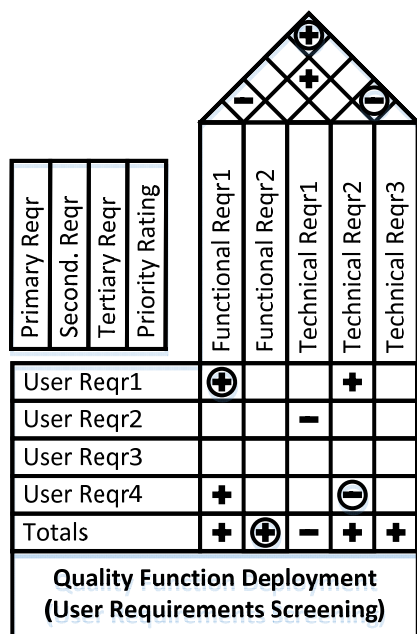 Primary Reqr
Second. Reqr
Tertiary Reqr
Priority Rating
Functional Reqr1
Functional Reqr2
Technical Reqr1
Technical Reqr2
Technical Reqr3
User Reqr1
User Reqr2
User Reqr3
User Reqr4
Totals
Quality Function Deployment
(User Requirements Screening)